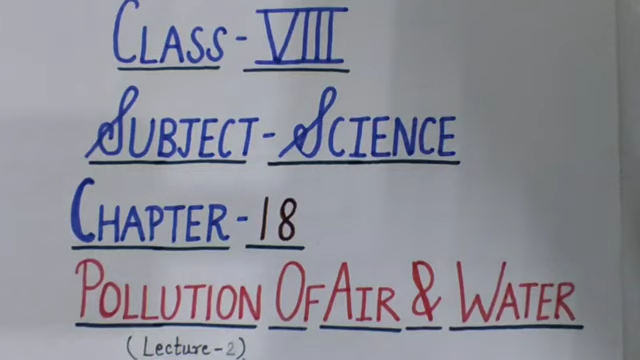 CLASS - VIII
SUBJECT - SCIENCE
CHAPTER - 18
POLLUTION OF AIR & WATER
(Lecture - 2)